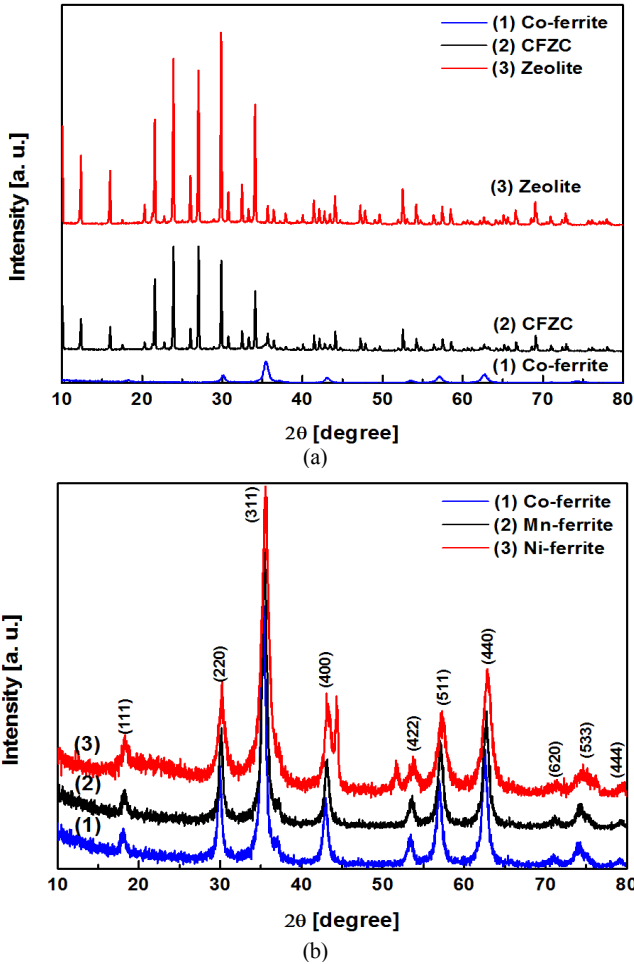 (1) Co-ferrite
(2) CFZC
(3) Zeolite
Intensity [a. u.]
(3) Zeolite
(2) CFZC
(1) Co-ferrite
10 20 30 40 50 60 70 80
2θ [degree]
(a)
(1) Co-ferrite
(2) Mn-ferrite
(3) Ni-ferrite
Intensity [a. u.]
(111)
(220)
(311)
(400)
(422)
(511)
(440)
(620)
(533)
(444)
(3)
(2)
(1)
10 20 30 40 50 60 70 80
2θ [degree]
(b)